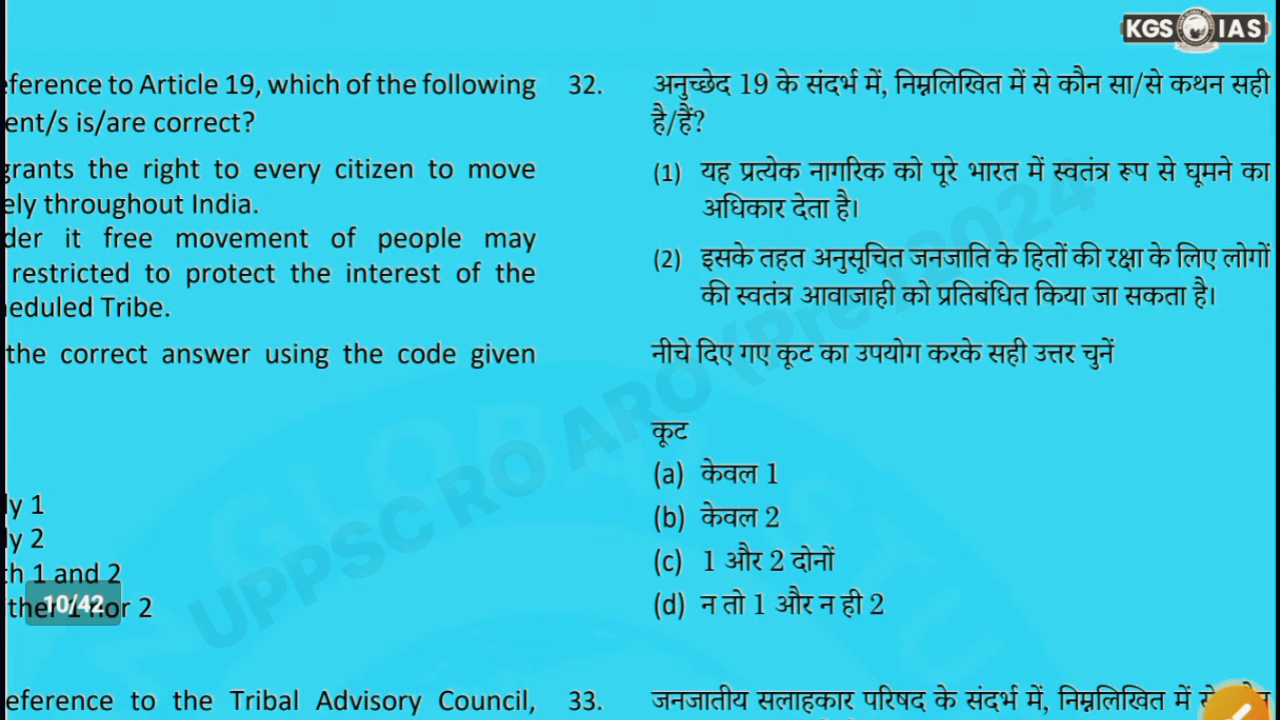 KGS IAS
eference to Article 19, which of the following
ent/s is/are correct?
grants the right to every citizen to move
ely throughout India.
der it free movement of people may
restricted to protect the interest of the
eduled Tribe.
the correct answer using the code given
ly 1
ly 2
th 1 and 2
ther 1 nor 2
10/42
eference to the Tribal Advisory Council,
32. अनुच्छेद 19 के संदर्भ में, निम्नलिखित में से कौन सा/से कथन सही
है/हैं?
(1) यह प्रत्येक नागरिक को पूरे भारत में स्वतंत्र रूप से घूमने का
अधिकार देता है।
(2) इसके तहत अनुसूचित जनजाति के हितों की रक्षा के लिए लोगों
की स्वतंत्र आवाजाही को प्रतिबंधित किया जा सकता है।
नीचे दिए गए कूट का उपयोग करके सही उत्तर चुनें
कूट
(a) केवल 1
(b) केवल 2
(c) 1 और 2 दोनों
(d) न तो 1 और न ही 2
33. जनजातीय सलाहकार परिषद के संदर्भ में, निम्नलिखित में से
UPPSC RO ARO (Pre 2024